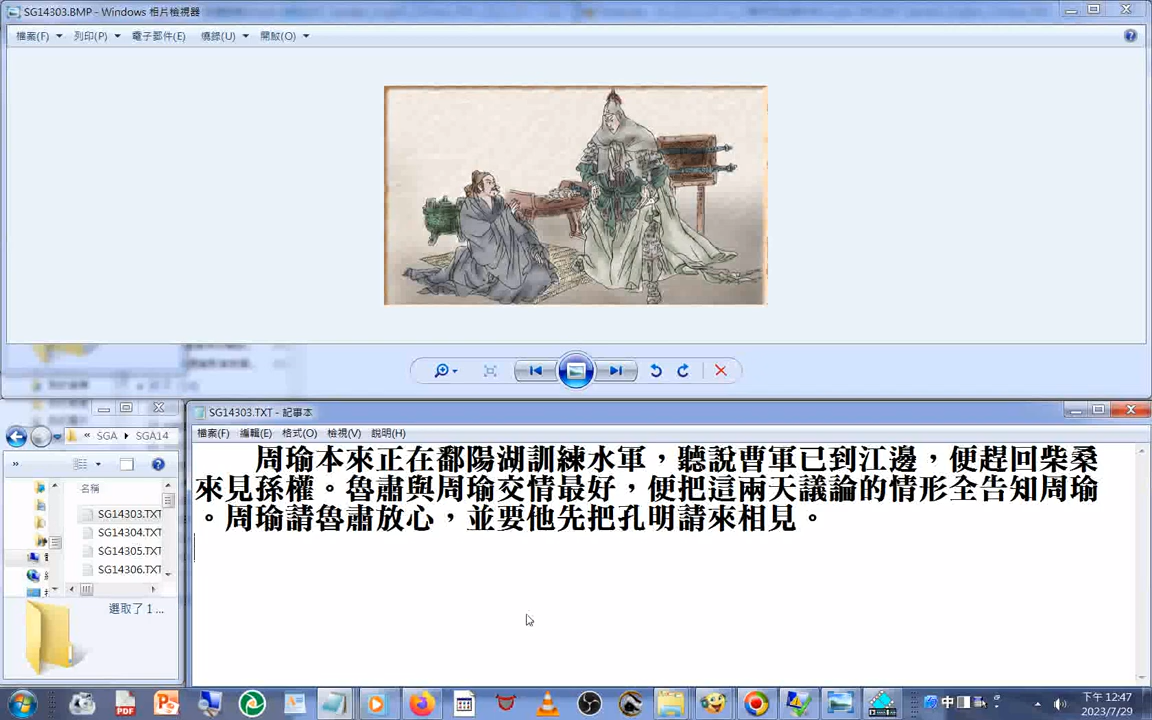 SG14303.BMP - Windows 相片檢視器
檔案(F) 列印(P) 電子郵件(E) 燒錄(U) 開啟(O)
SG14303.TXT - 記事本
檔案(F) 編輯(E) 格式(O) 檢視(V) 說明(H)
周瑜本來正在鄱陽湖訓練水軍，聽說曹軍已到江邊，便趕回柴桑
來見孫權。魯肅與周瑜交情最好，便把這兩天議論的情形全告知周瑜
。周瑜請魯肅放心，並要他先把孔明請來相見。
« SGA ▸ SGA14
»
名稱
SG14303.TXT
SG14304.TXT
SG14305.TXT
SG14306.TXT
選取了 1 ...
PDF
中
下午 12:47
2023/7/29